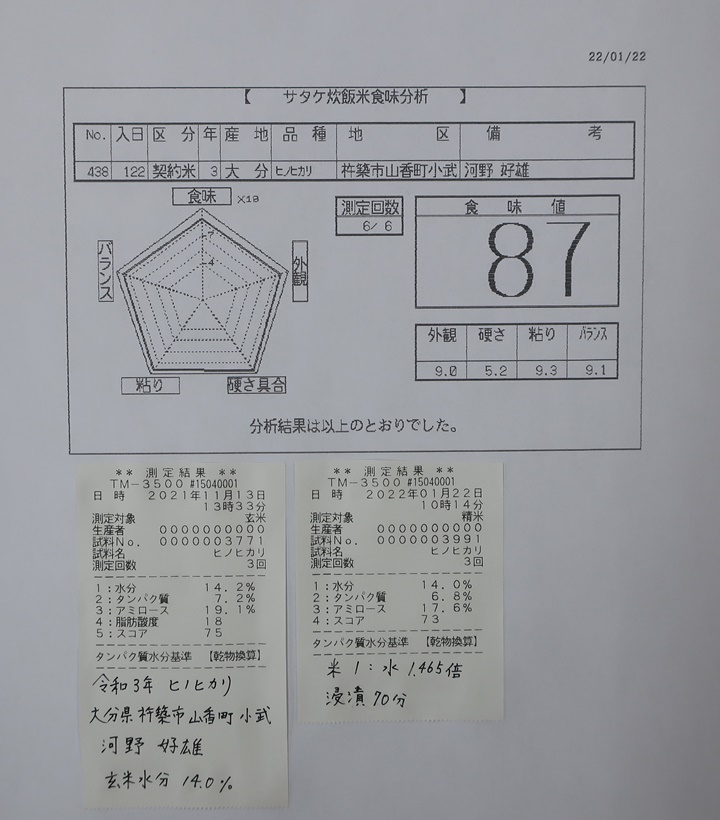 22/01/22
【 サタケ炊飯米食味分析 】
No. 入日 区分 年 産地 品種 地区 備考
438 122 契約米 3 大分 ヒノヒカリ 杵築市山香町小武 河野 好雄
食味 X10
7
4
バランス
外観
粘り
硬さ具合
測定回数
6/ 6
食味値
87
外観 硬さ 粘り バランス
9.0 5.2 9.3 9.1
分析結果は以上のとおりでした。
** 測定結果 **
TM-3500 #15040001
日時 2021年11月13日
13時33分
測定対象 玄米
生産者 0000000000
試料No. 0000003771
試料名 ヒノヒカリ
測定回数 3回
1:水分 14.2%
2:タンパク質 7.2%
3:アミロース 19.1%
4:脂肪酸度 18
5:スコア 75
タンパク質水分基準 【乾物換算】
令和3年 ヒノヒカリ
大分県杵築市山香町小武
河野 好雄
玄米水分 14.0%
** 測定結果 **
TM-3500 #15040001
日時 2022年01月22日
10時14分
測定対象 精米
生産者 0000000000
試料No. 0000003991
試料名 ヒノヒカリ
測定回数 3回
1:水分 14.0%
2:タンパク質 6.8%
3:アミロース 17.6%
4:スコア 73
タンパク質水分基準 【乾物換算】
米 1:水 1.465倍
浸漬 70分